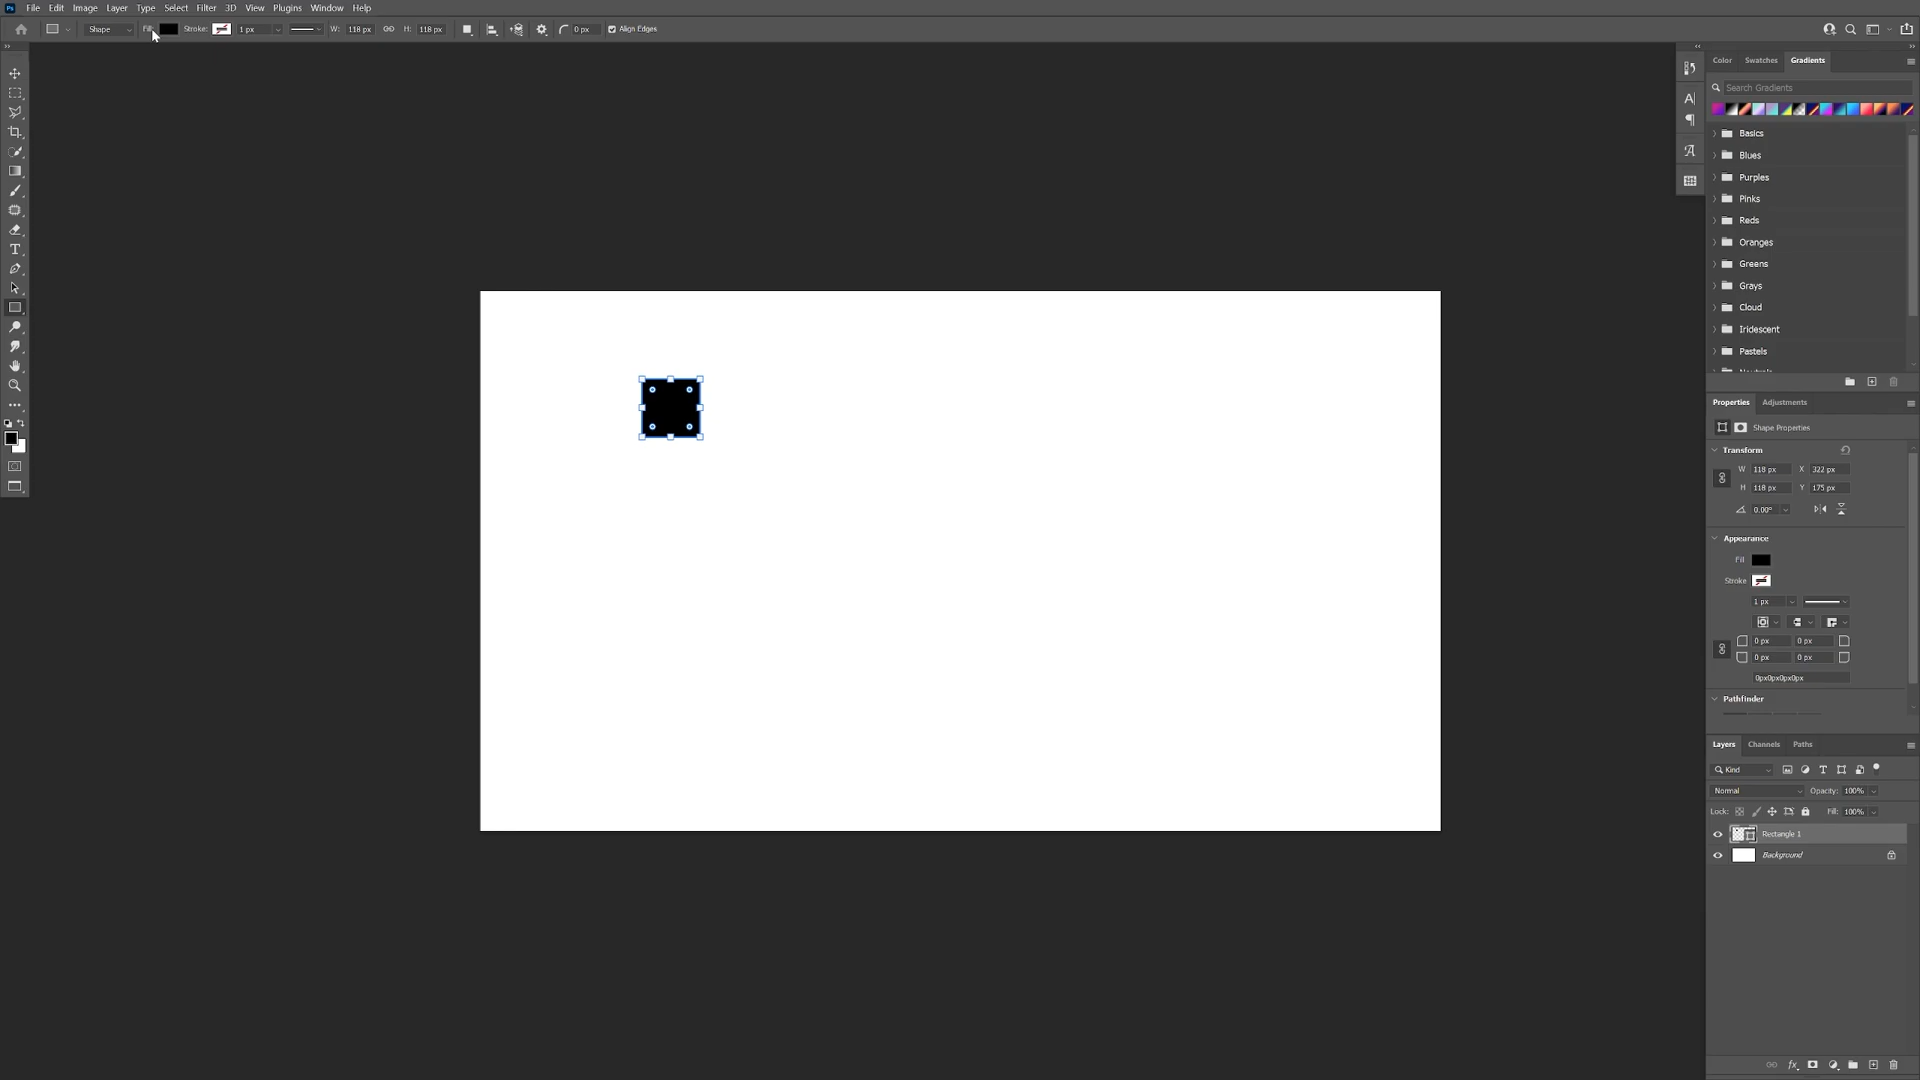 Ps File Edit Image Layer Type Select Filter 3D View Plugins Window Help
Shape Fill: Stroke: 1 px W: 118 px H: 118 px 0 px Align Edges
Color Swatches Gradients
Search Gradients
Basics
Blues
Purples
Pinks
Reds
Oranges
Greens
Grays
Cloud
Iridescent
Pastels
Properties Adjustments
Shape Properties
Transform
W 118 px X 322 px
H 118 px Y 175 px
0.00°
Appearance
Fill
Stroke
1 px
0 px 0 px
0 px 0 px
0px0px0px0px
Pathfinder
Layers Channels Paths
Kind
Normal Opacity: 100%
Lock: Fill: 100%
Rectangle 1
Background
fx